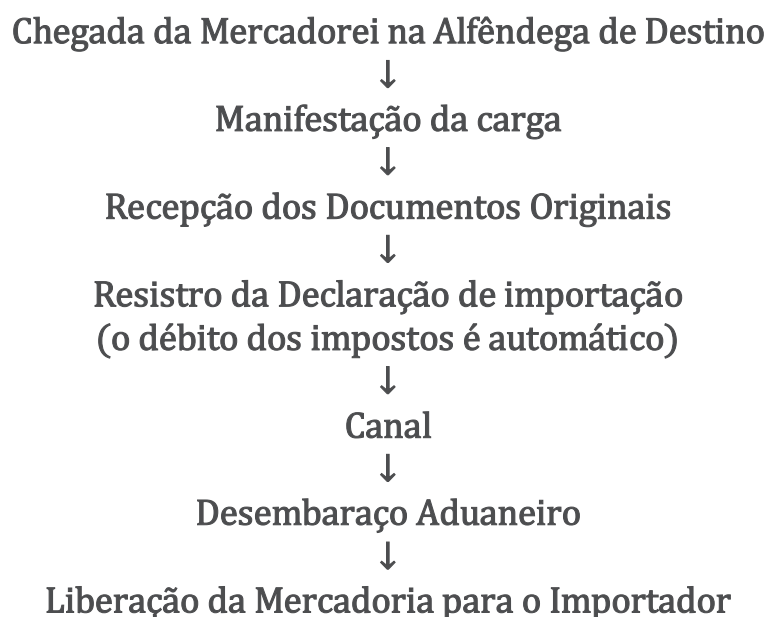 Chegada da Mercadorei na Alfêndega de Destino
↓
Manifestação da carga
↓
Recepção dos Documentos Originais
↓
Resistro da Declaração de importação
(o débito dos impostos é automático)
↓
Canal
↓
Desembaraço Aduaneiro
↓
Liberação da Mercadoria para o Importador